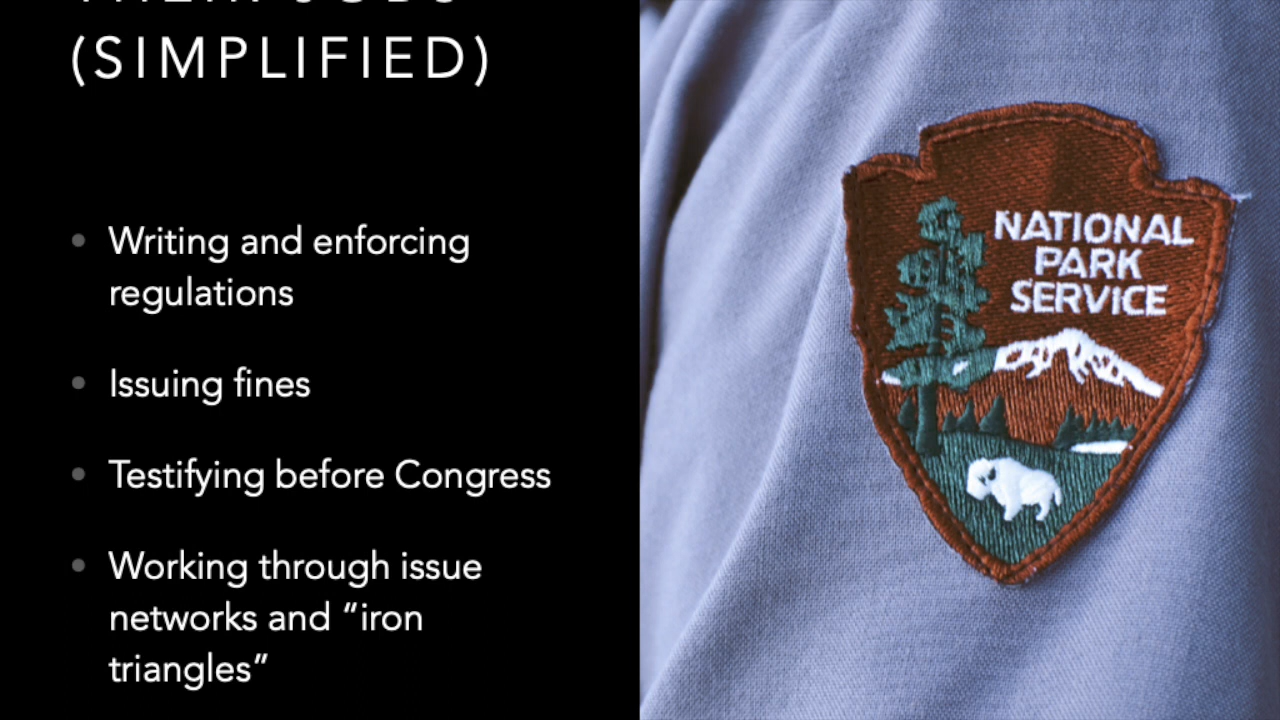 (SIMPLIFIED)
• Writing and enforcing
regulations
• Issuing fines
• Testifying before Congress
• Working through issue
networks and “iron
triangles”
NATIONAL
PARK
SERVICE